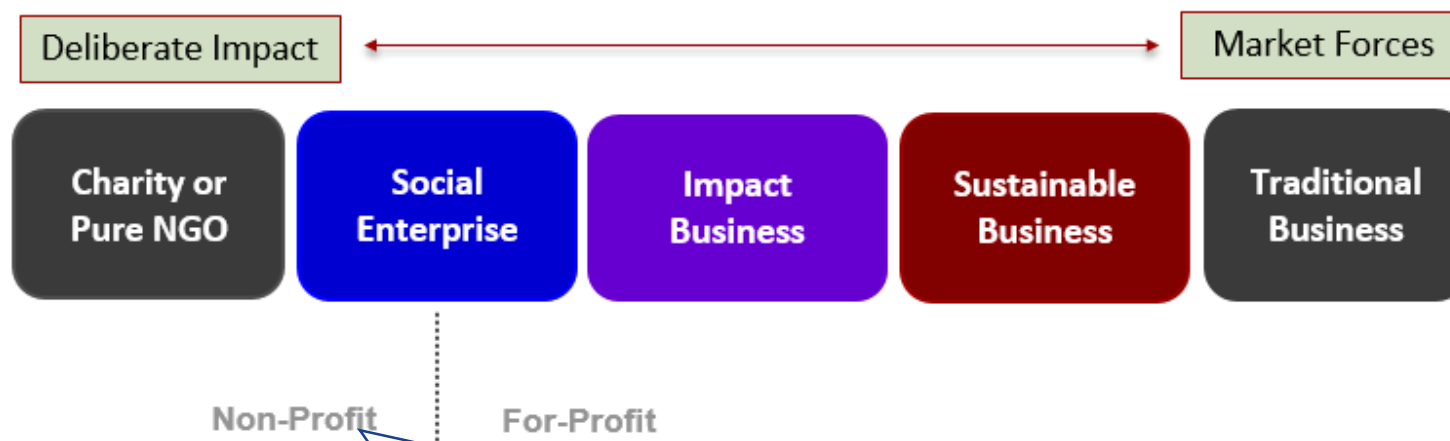 Deliberate Impact
Market Forces
Charity or
Pure NGO
Social
Enterprise
Impact
Business
Sustainable
Business
Traditional
Business
Non-Profit
For-Profit